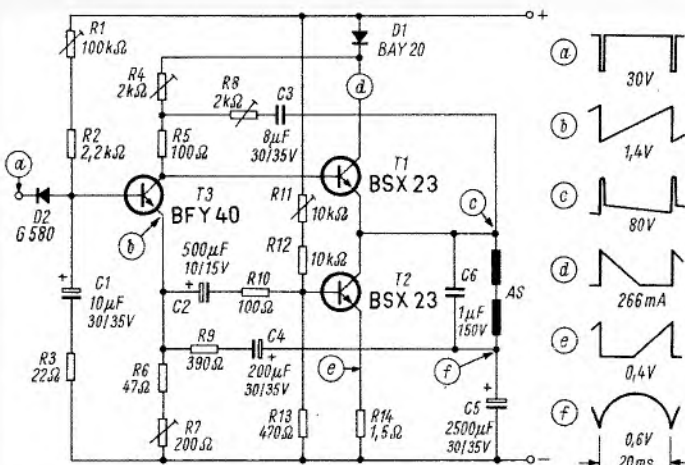 +
R1
100kΩ
R4
2kΩ
R8
2kΩ
C3
8µF
30/35V
D1
BAY 20
d
a
30V
R2
2,2kΩ
R5
100Ω
b
1,4V
a
D2
G 580
T3
BFY 40
b
R11
10kΩ
T1
BSX 23
c
c
80V
C1
+
10µF
30/35V
500µF
10/15V
+
C2
R10
100Ω
R12
10kΩ
T2
BSX 23
C6
1µF
150V
AS
d
266mA
R3
22Ω
R9
390Ω
C4
+
200µF
30/35V
e
f
e
0,4V
R6
47Ω
R7
200Ω
R13
470Ω
R14
1,5Ω
+
C5
2500µF
30/35V
f
0,6V
20ms
−